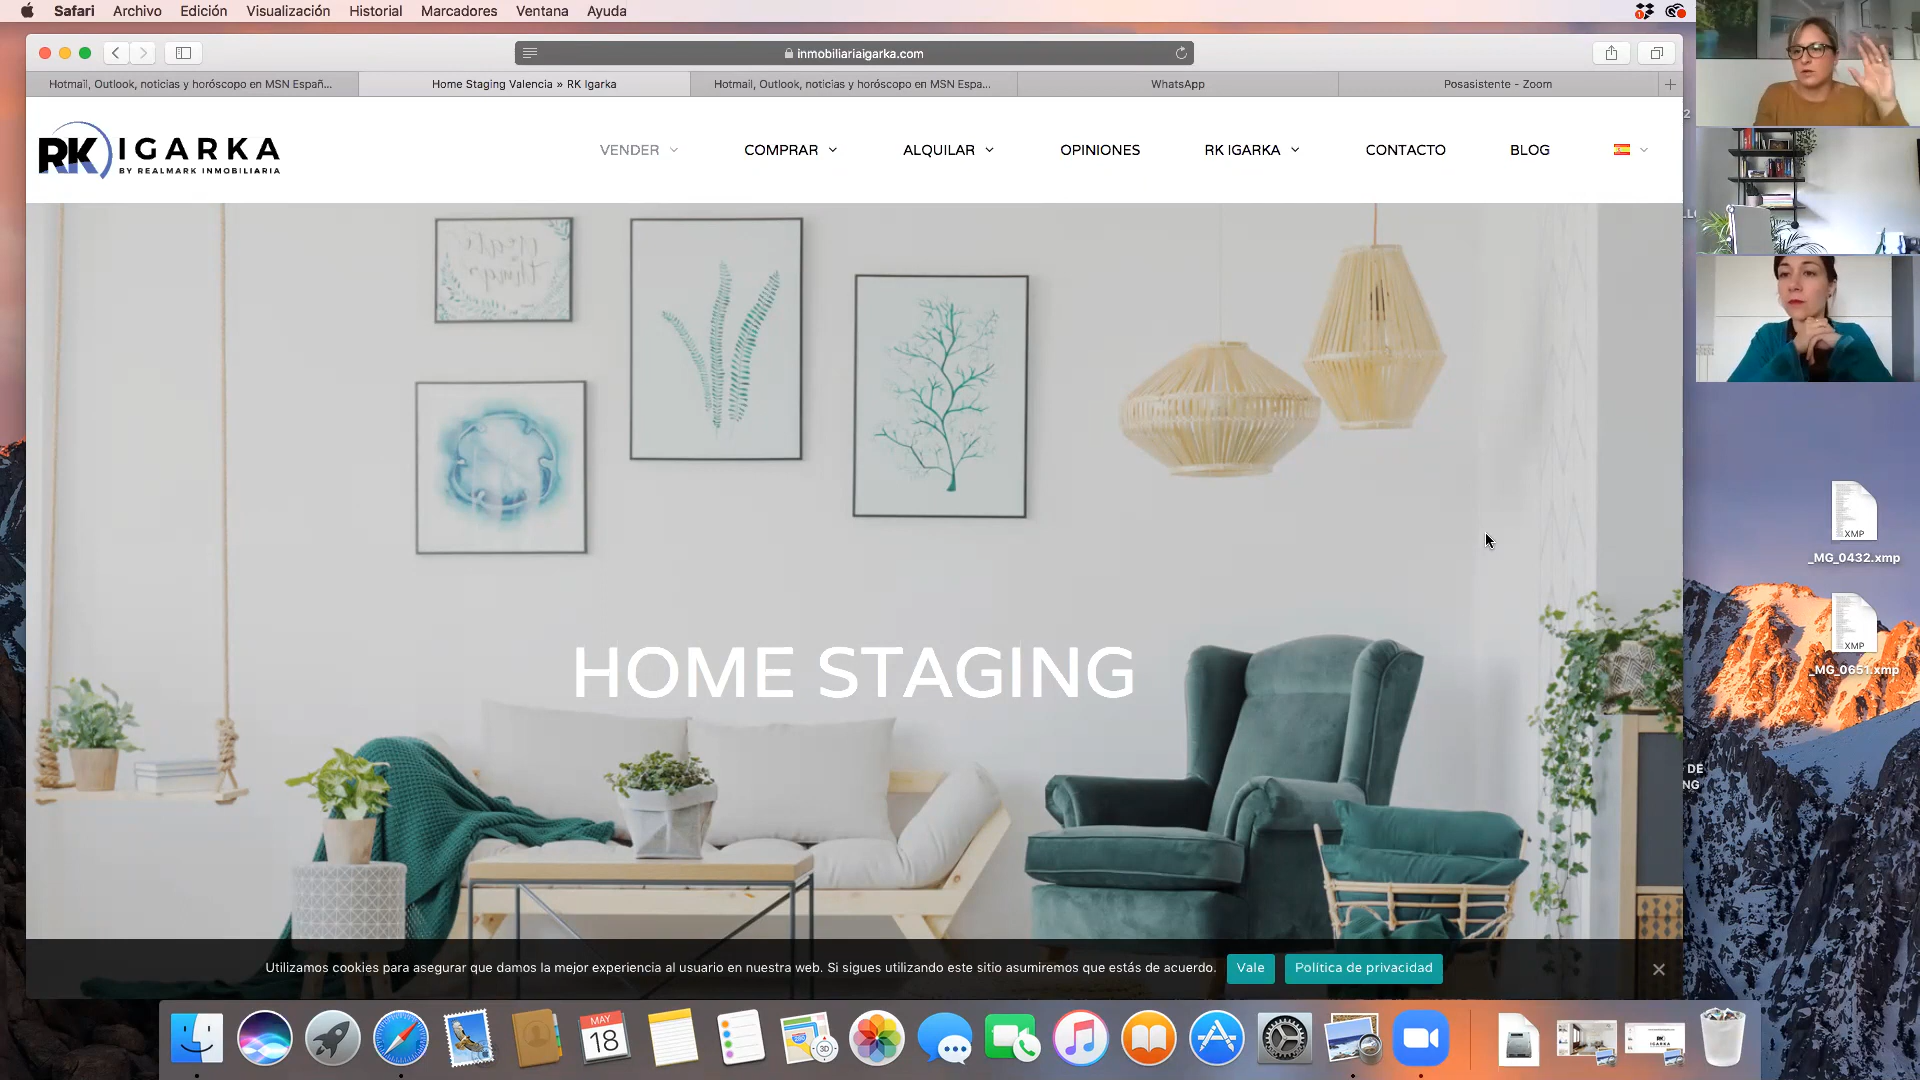 Safari Archivo Edición Visualización Historial Marcadores Ventana Ayuda
inmobiliariaigarka.com
Hotmail, Outlook, noticias y horóscopo en MSN Españ...
Home Staging Valencia » RK Igarka
Hotmail, Outlook, noticias y horóscopo en MSN Espa...
WhatsApp
Posasistente - Zoom
RK IGARKA
BY REALMARK INMOBILIARIA
VENDER COMPRAR ALQUILAR OPINIONES RK IGARKA CONTACTO BLOG
HOME STAGING
XMP
_MG_0432.xmp
XMP
_MG_0651.xmp
DE
NG
Utilizamos cookies para asegurar que damos la mejor experiencia al usuario en nuestra web. Si sigues utilizando este sitio asumiremos que estás de acuerdo.
Vale
Política de privacidad
MAY
18
3D